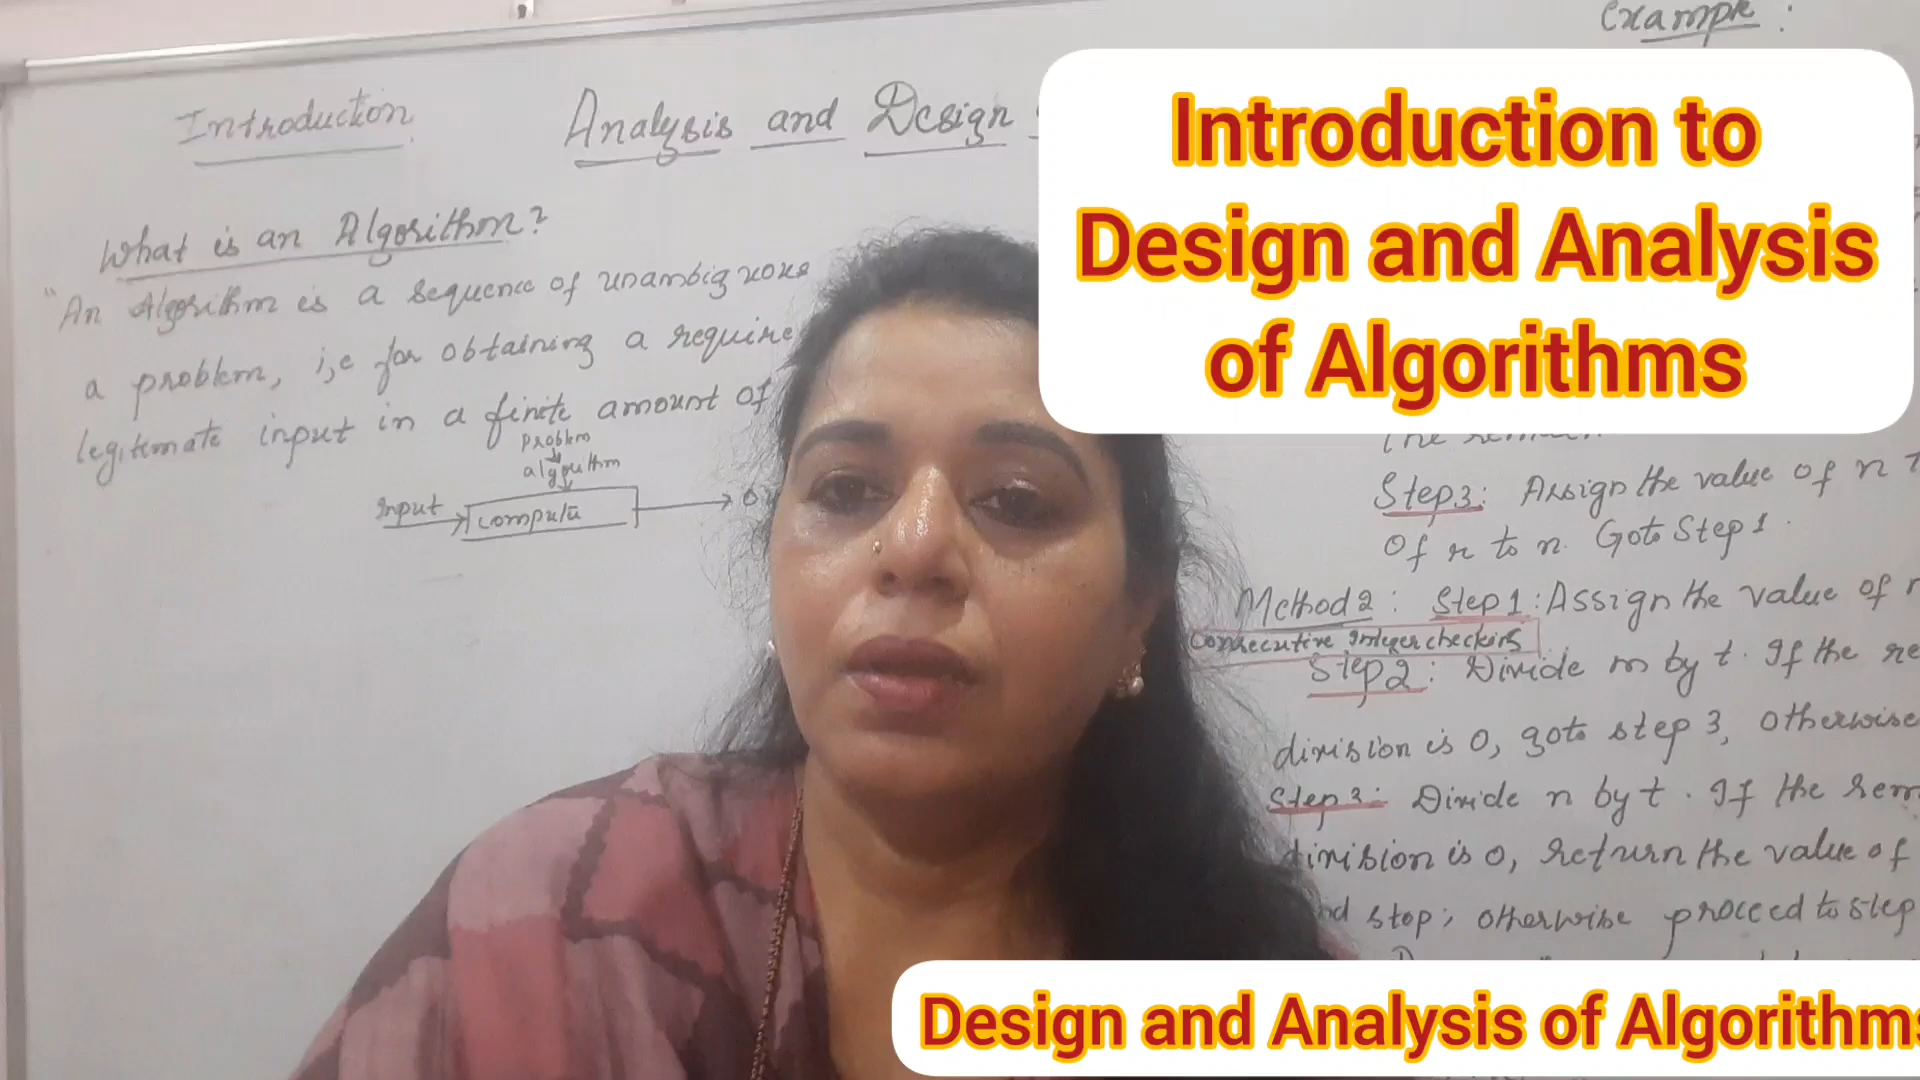 Example :
Introduction
Analysis and Design
Introduction to
Design and Analysis
of Algorithms
What is an Algorithm?
"An Algorithm is a sequence of unambiguous
a problem, i,e for obtaining a require
legitimate input in a finite amount of
problem
algorithm
Input
compute
Step3: Assign the value of n
of r to n. Goto Step 1.
Method 2 : Step 1 : Assign the value of
Consecutive Integer checking
Step 2 : Divide m by t. If the re
division is 0, goto step 3, otherwise
Step 3: Divide n by t. If the rem
division is 0, return the value of
stop; otherwise proceed to step
Design and Analysis of Algorithms